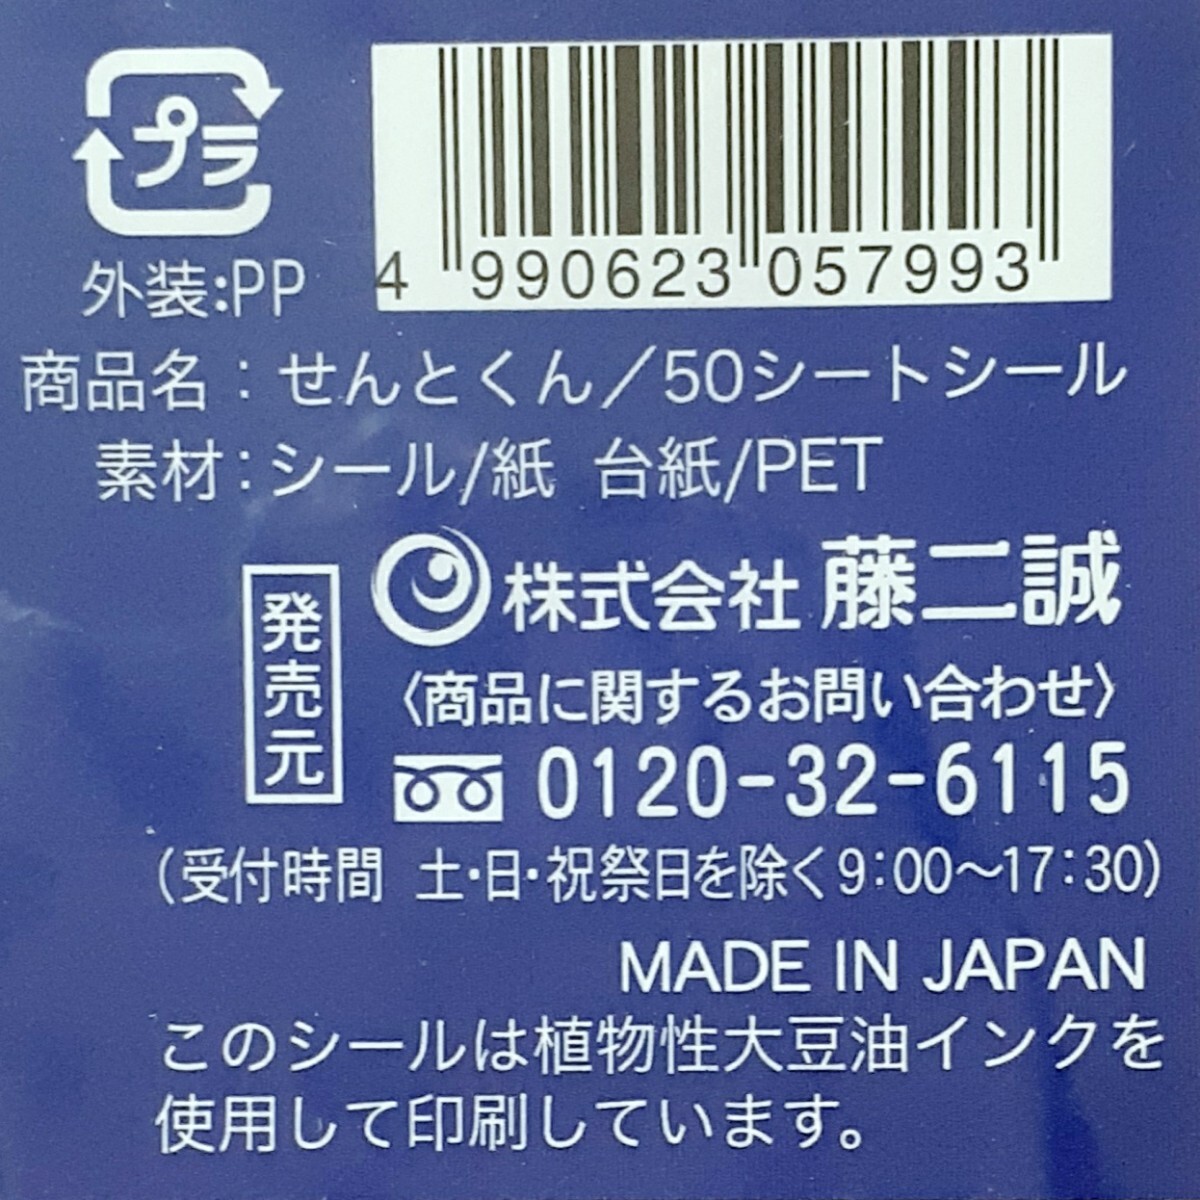 プラ
外装:PP
4 990623 057993
商品名：せんとくん／50シートシール
素材：シール/紙 台紙/PET
発売元
株式会社 藤二誠
〈商品に関するお問い合わせ〉
0120-32-6115
（受付時間 土・日・祝祭日を除く9:00〜17:30）
MADE IN JAPAN
このシールは植物性大豆油インクを
使用して印刷しています。